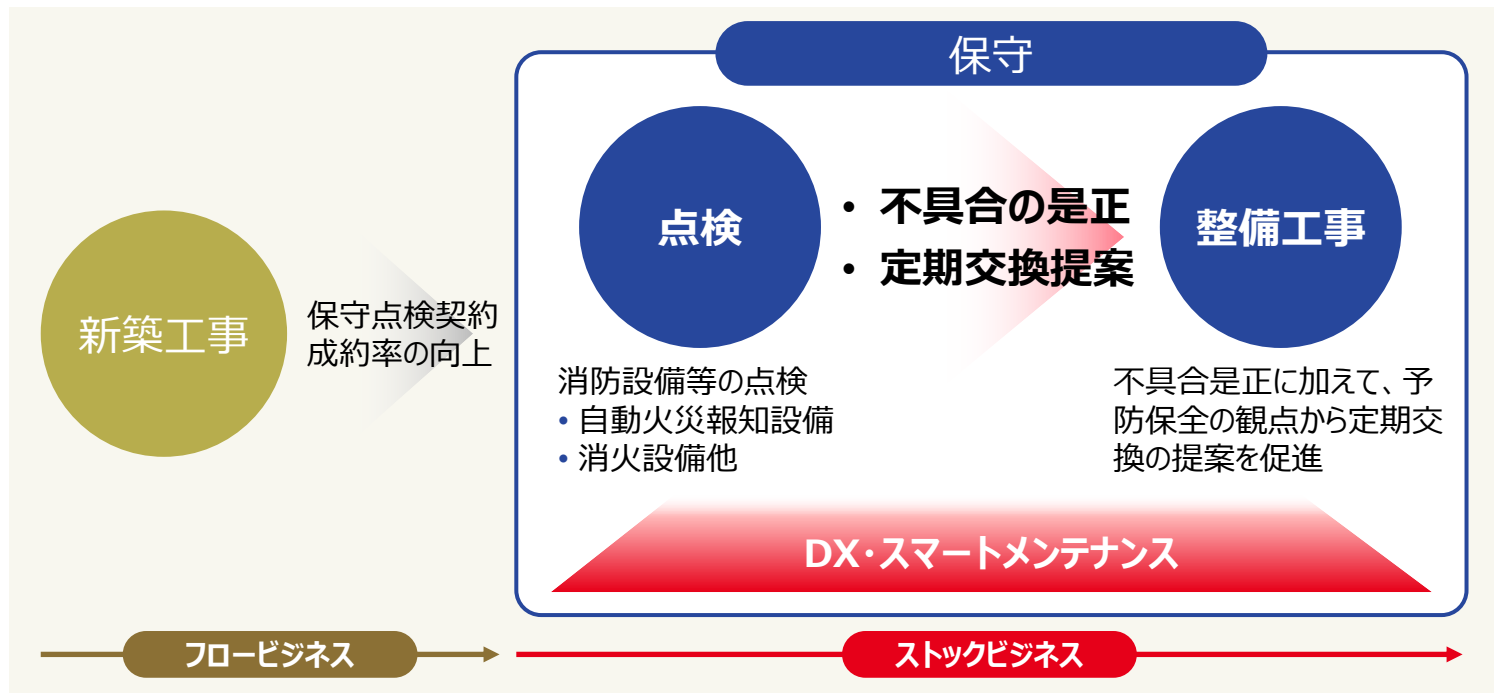 保守
新築工事
保守点検契約
成約率の向上
点検
・ 不具合の是正
・ 定期交換提案
整備工事
消防設備等の点検
・自動火災報知設備
・消火設備他
不具合是正に加えて、予
防保全の観点から定期交
換の提案を促進
DX・スマートメンテナンス
フロービジネス
ストックビジネス